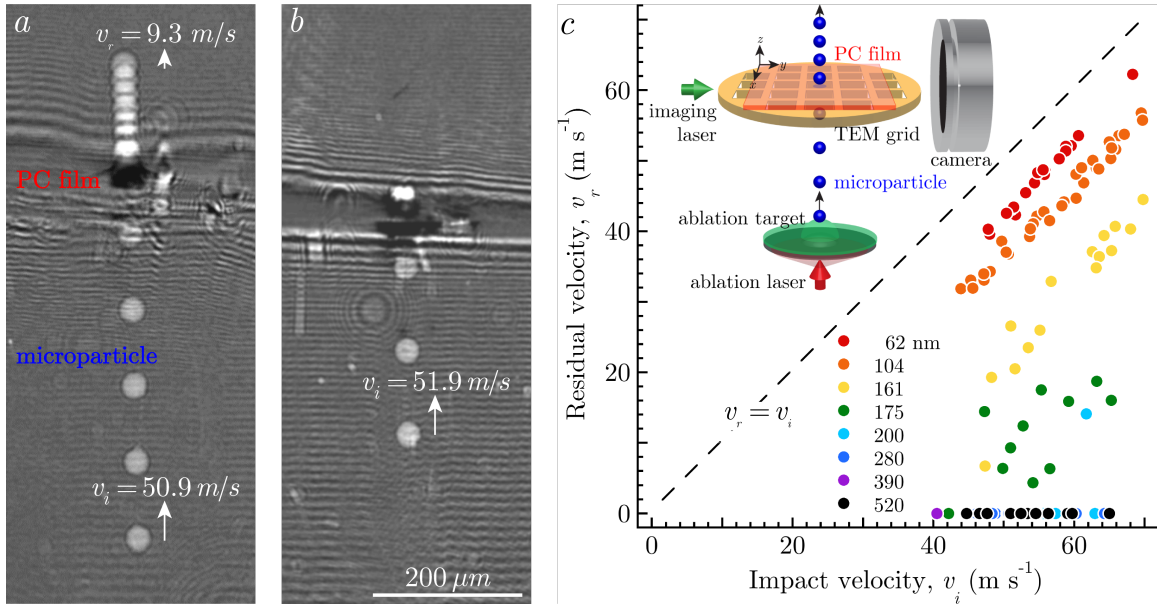 a
v_r = 9.3 m/s
PC film
microparticle
v_i = 50.9 m/s
b
v_i = 51.9 m/s
200 μm
c
Residual velocity, v_r (m s⁻¹)
60
40
20
0
0
20
40
60
Impact velocity, v_i (m s⁻¹)
z
y
x
PC film
imaging
laser
TEM grid
camera
microparticle
ablation target
ablation laser
v_r = v_i
62 nm
104
161
175
200
280
390
520